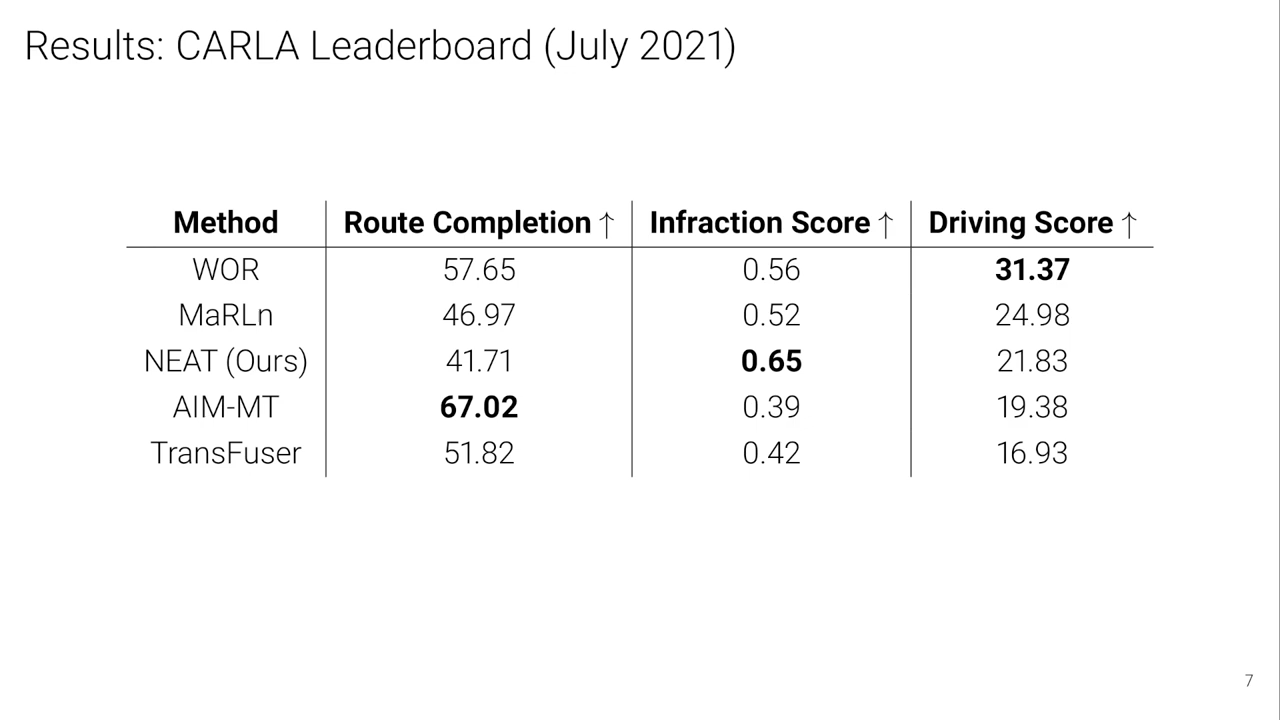 Results: CARLA Leaderboard (July 2021)
Method Route Completion ↑ Infraction Score ↑ Driving Score ↑
WOR 57.65 0.56 31.37
MaRLn 46.97 0.52 24.98
NEAT (Ours) 41.71 0.65 21.83
AIM-MT 67.02 0.39 19.38
TransFuser 51.82 0.42 16.93
7